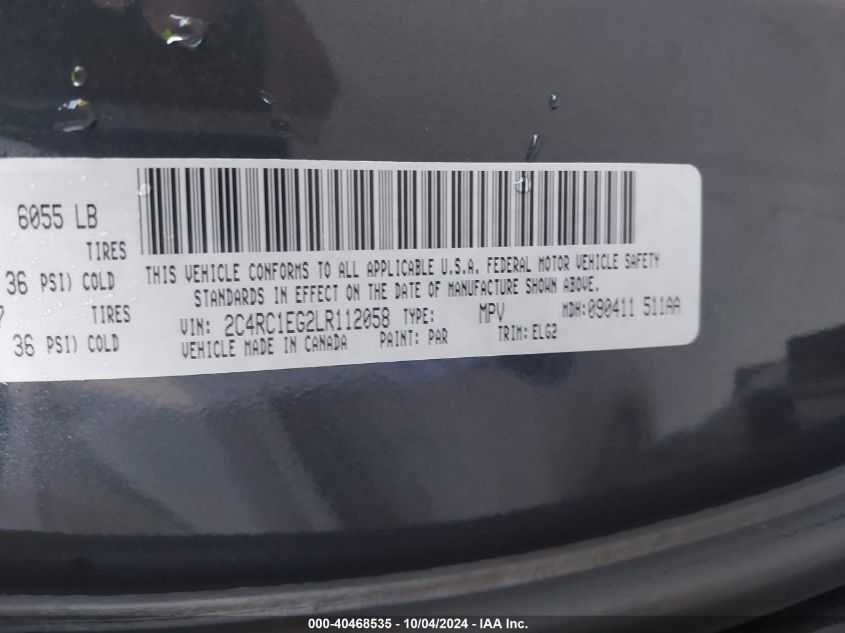 6055 LB
TIRES
36 PSI) COLD
TIRES
36 PSI) COLD
THIS VEHICLE CONFORMS TO ALL APPLICABLE U.S.A. FEDERAL MOTOR VEHICLE SAFETY
STANDARDS IN EFFECT ON THE DATE OF MANUFACTURE SHOWN ABOVE.
VIN: 2C4RC1EG2LR112058 TYPE: MPV MDH:090411 511AA
VEHICLE MADE IN CANADA PAINT: PAR TRIM: ELG2
000-40468535 - 10/04/2024 - IAA Inc.